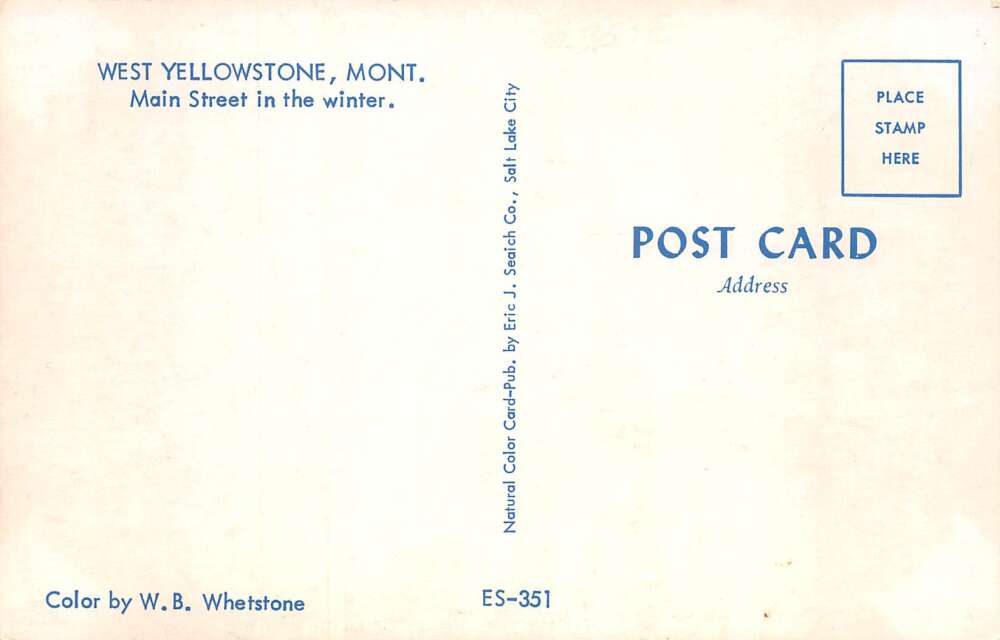 WEST YELLOWSTONE, MONT.
Main Street in the winter.
Natural Color Card-Pub. by Eric J. Seaich Co., Salt Lake City
PLACE
STAMP
HERE
POST CARD
Address
Color by W. B. Whetstone
ES-351